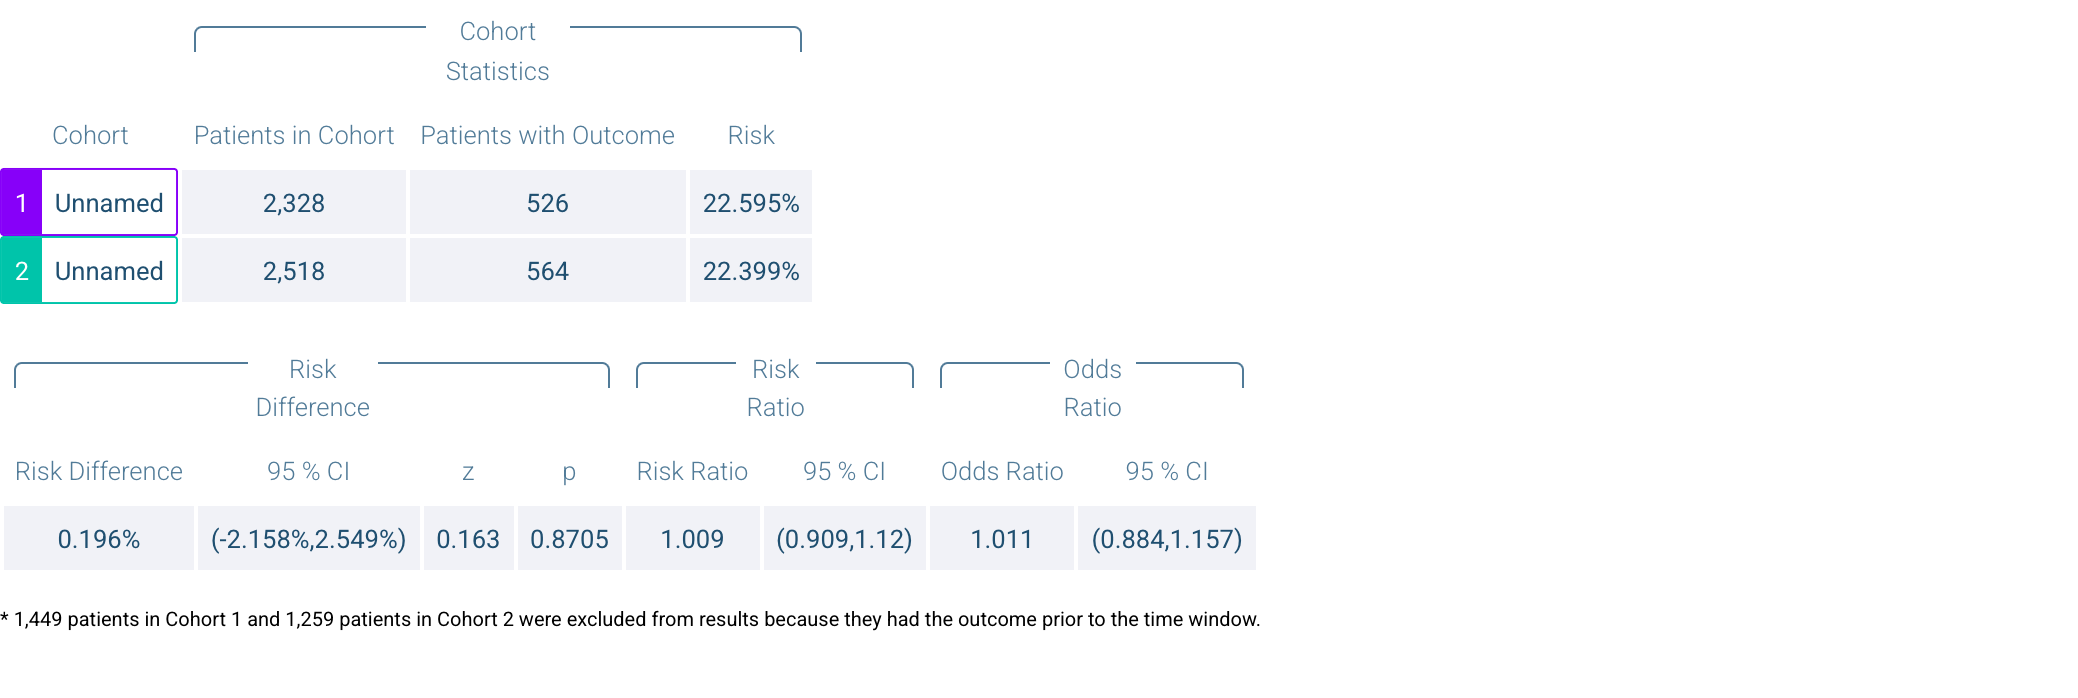 Cohort
Statistics
Cohort Patients in Cohort Patients with Outcome Risk
1 Unnamed 2,328 526 22.595%
2 Unnamed 2,518 564 22.399%
Risk Risk Odds
Difference Ratio Ratio
Risk Difference 95 % CI z p Risk Ratio 95 % CI Odds Ratio 95 % CI
0.196% (-2.158%,2.549%) 0.163 0.8705 1.009 (0.909,1.12) 1.011 (0.884,1.157)
* 1,449 patients in Cohort 1 and 1,259 patients in Cohort 2 were excluded from results because they had the outcome prior to the time window.